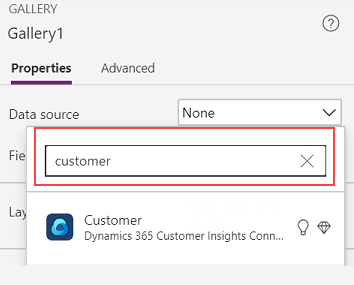 GALLERY
Gallery1
Properties Advanced
Data source None
Fie
customer
Lay
Customer
Dynamics 365 Customer Insights Conn...